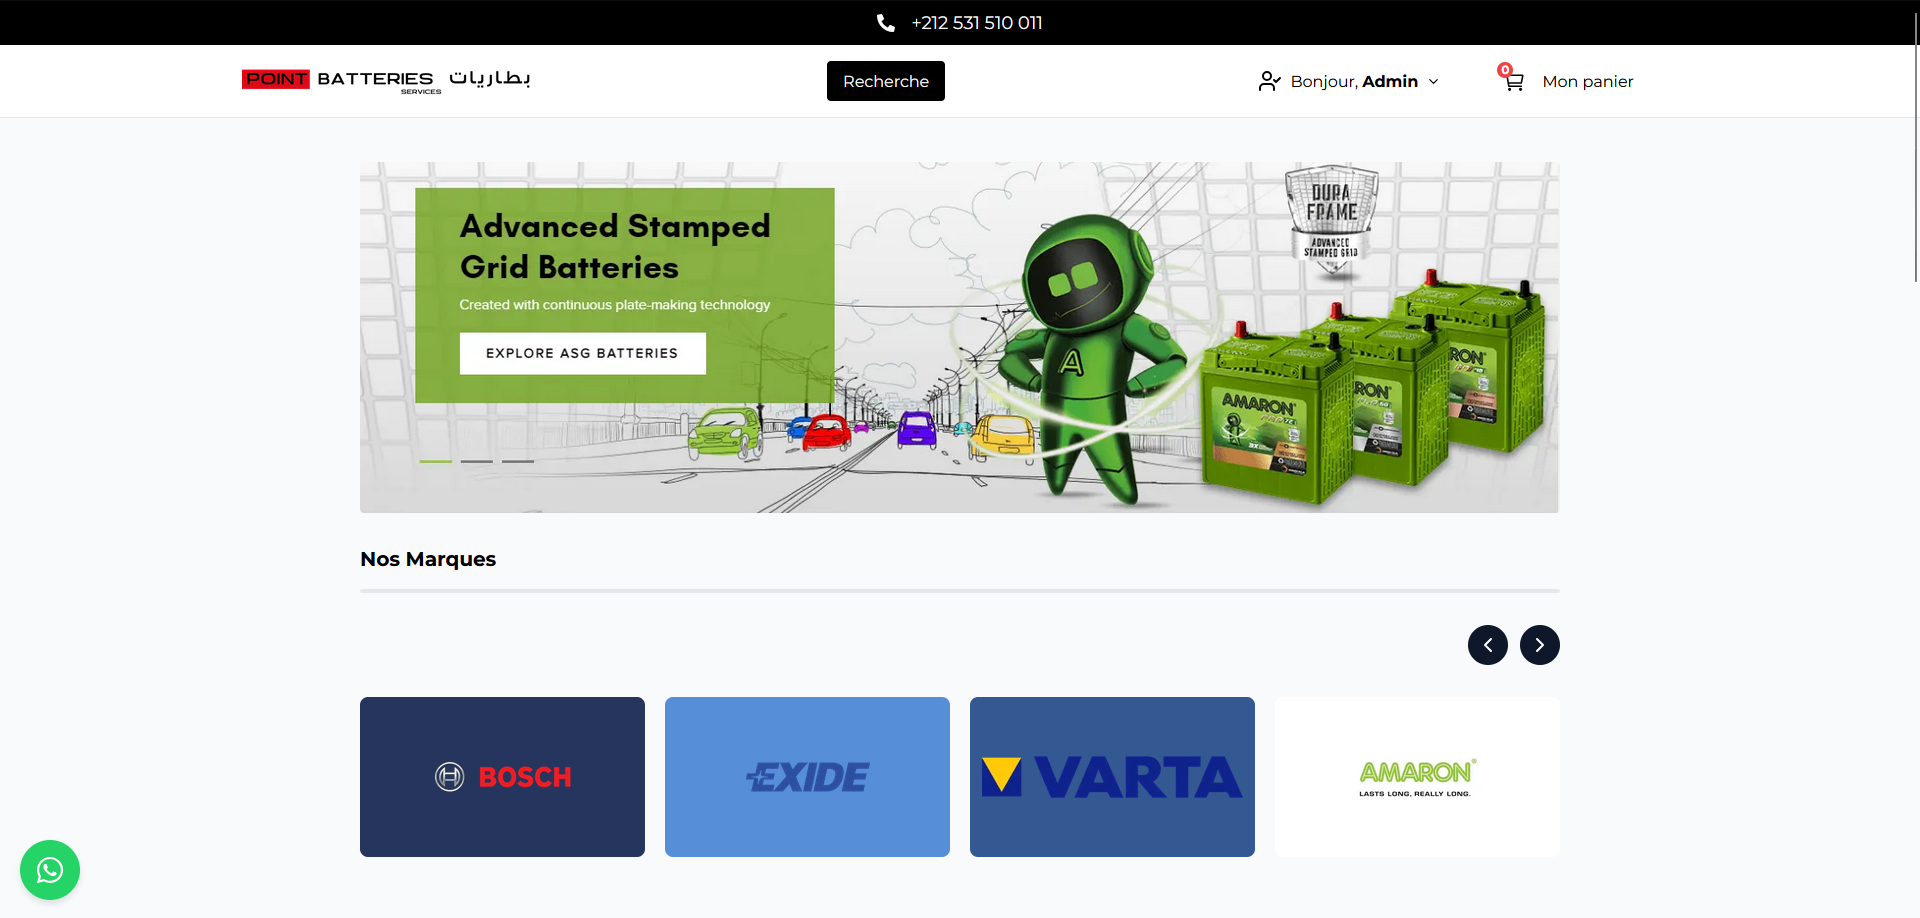 +212 531 510 011
POINT BATTERIES بطاريات
SERVICES
Recherche
Bonjour, Admin
0
Mon panier
Advanced Stamped
Grid Batteries
Created with continuous plate-making technology
EXPLORE ASG BATTERIES
DURA
FRAME
ADVANCED
STAMPED GRID
A
AMARON
AMARON
AMARON
Nos Marques
BOSCH
EXIDE
VARTA
AMARON
LASTS LONG, REALLY LONG.